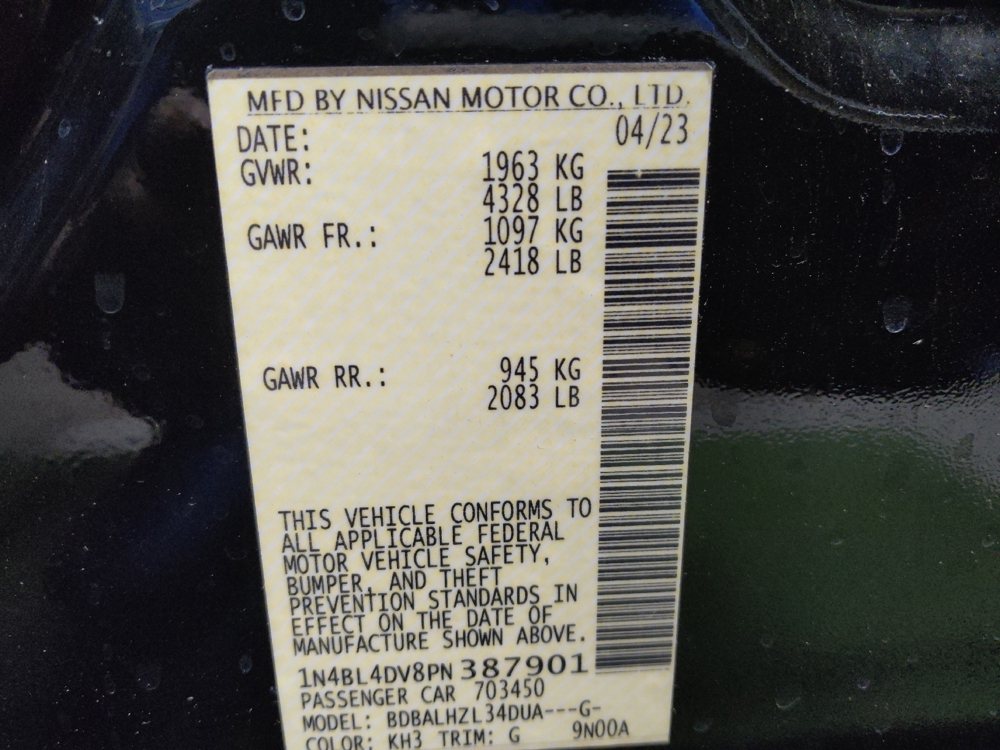 MFD BY NISSAN MOTOR CO., LTD.
DATE: 04/23
GVWR: 1963 KG
4328 LB
GAWR FR.: 1097 KG
2418 LB
GAWR RR.: 945 KG
2083 LB
THIS VEHICLE CONFORMS TO
ALL APPLICABLE FEDERAL
MOTOR VEHICLE SAFETY,
BUMPER, AND THEFT
PREVENTION STANDARDS IN
EFFECT ON THE DATE OF
MANUFACTURE SHOWN ABOVE.
1N4BL4DV8PN 387901
PASSENGER CAR 703450
MODEL: BDBALHZL34DUA---G-
COLOR: KH3 TRIM: G 9N00A